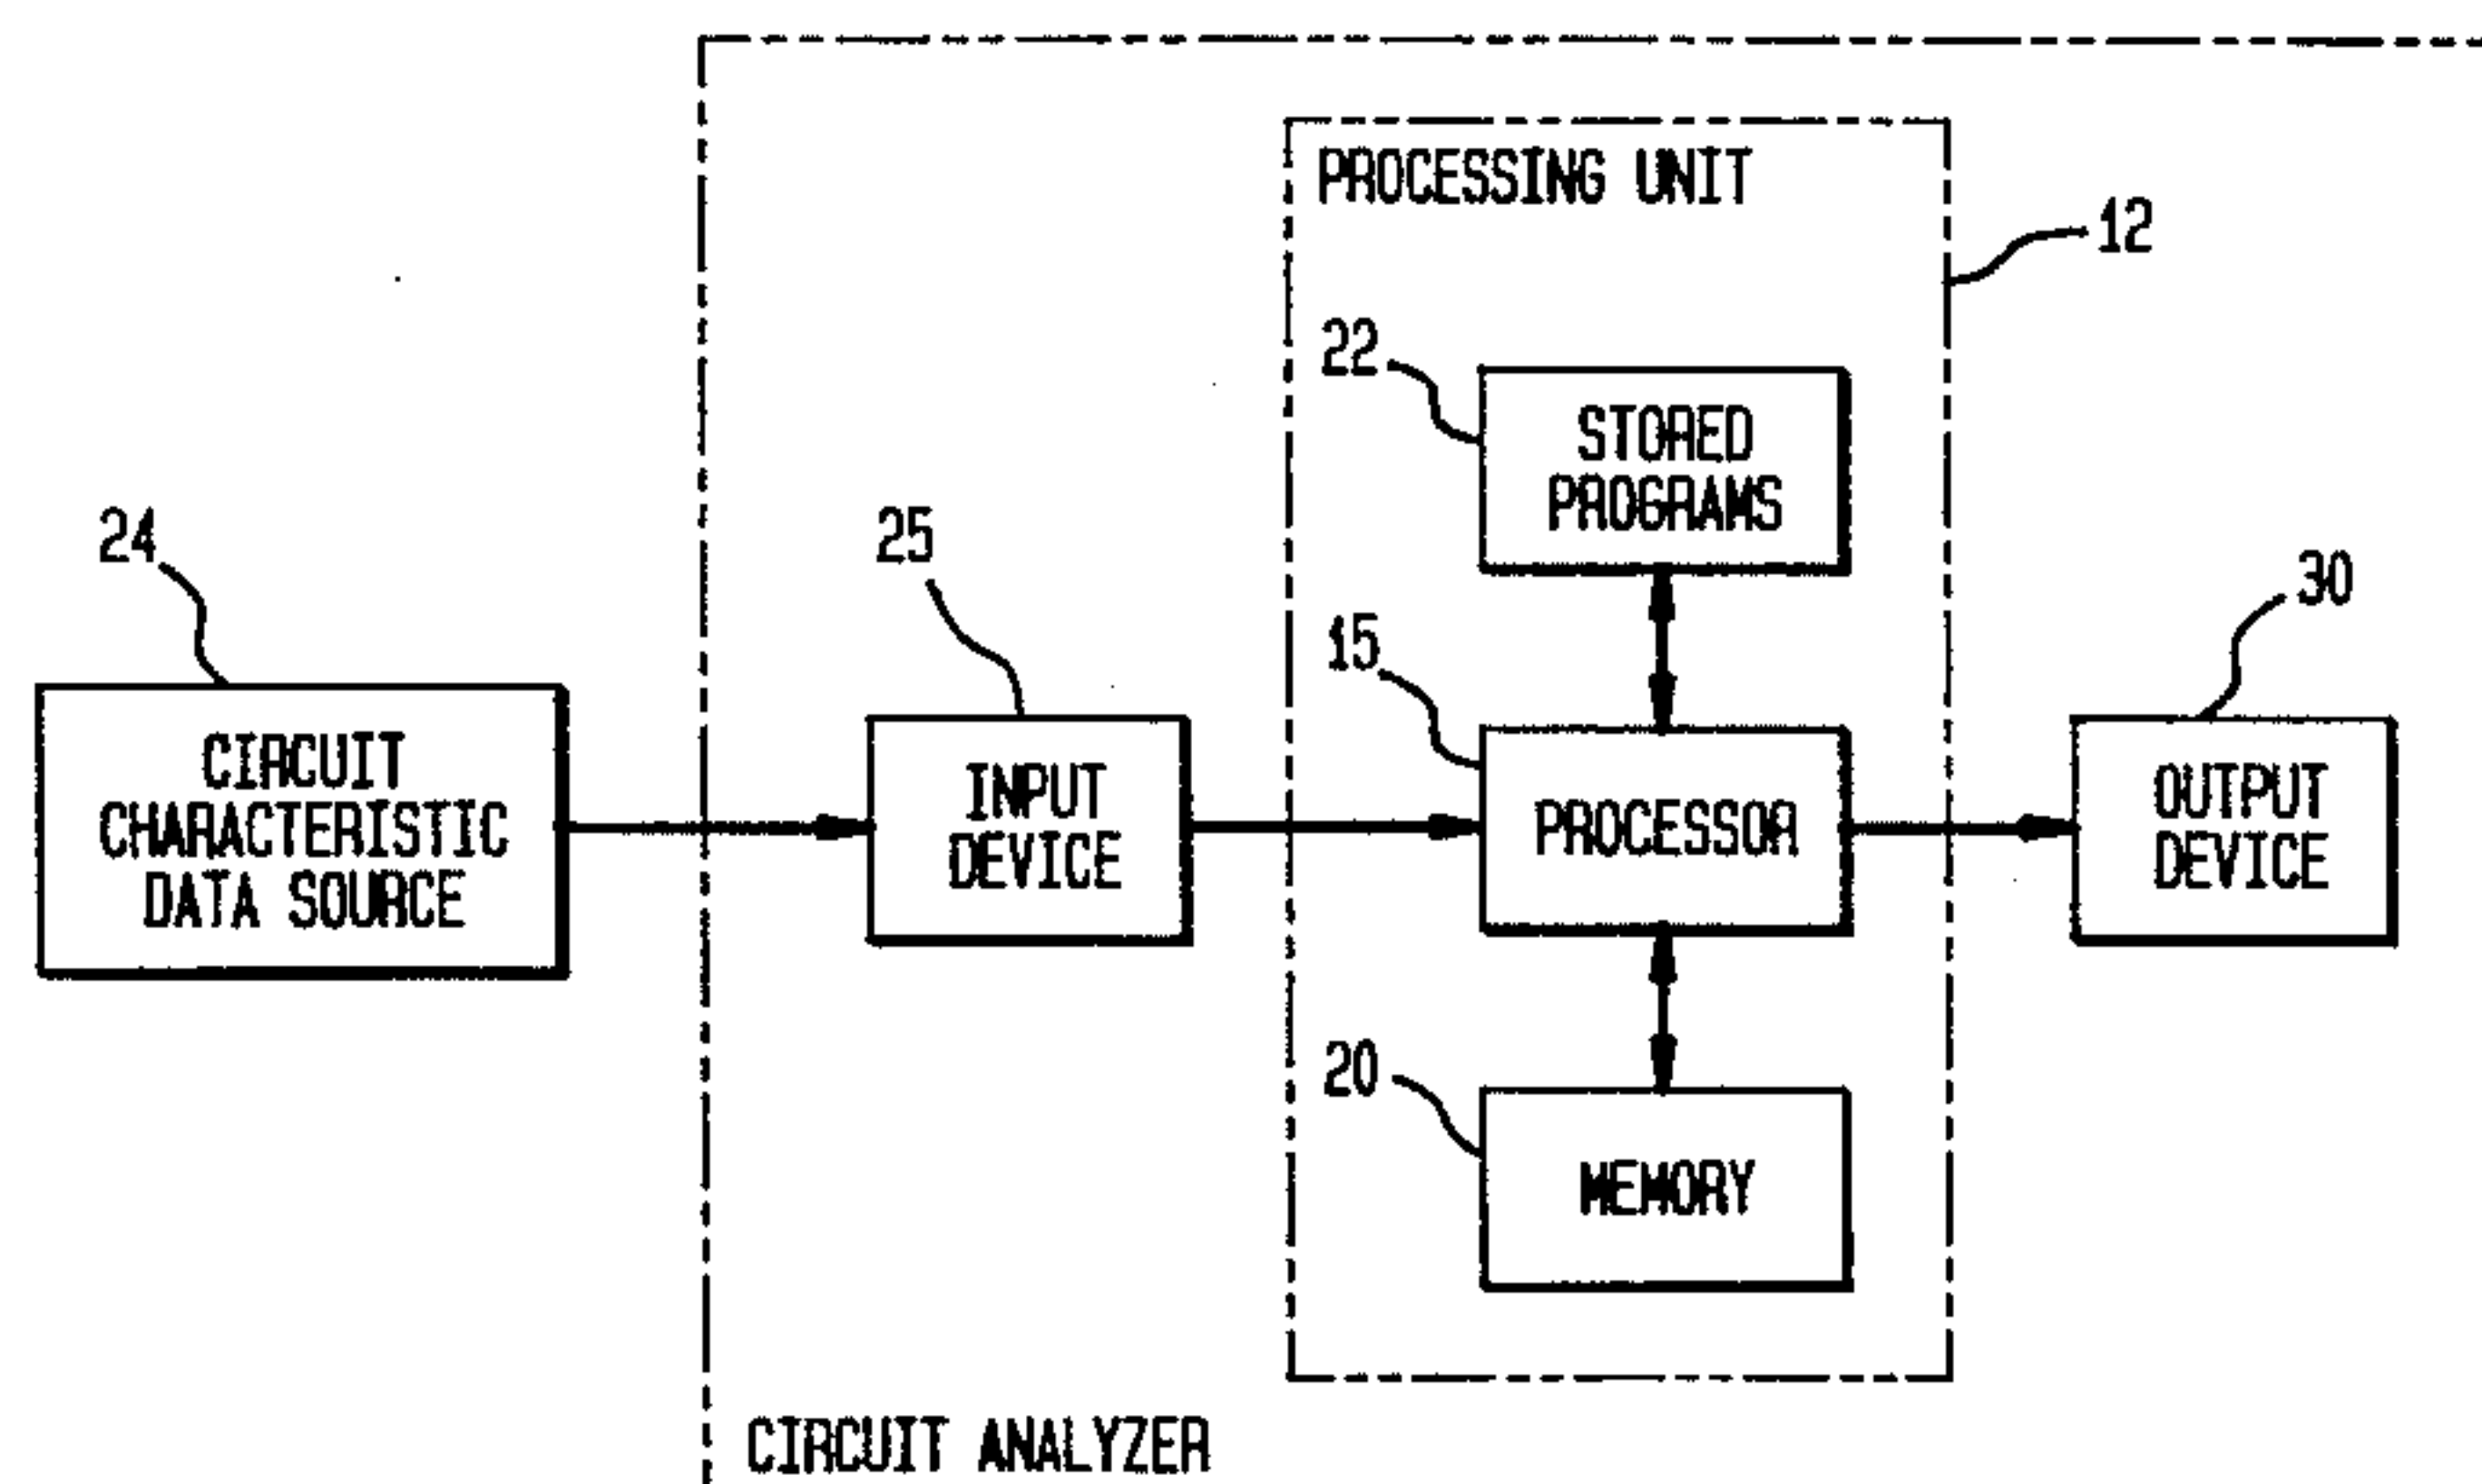 PROCESSING UNIT
12
22
STORED
PROGRAMS
24
25
15
30
CIRCUIT
CHARACTERISTIC
DATA SOURCE
INPUT
DEVICE
PROCESSOR
OUTPUT
DEVICE
20
MEMORY
CIRCUIT ANALYZER